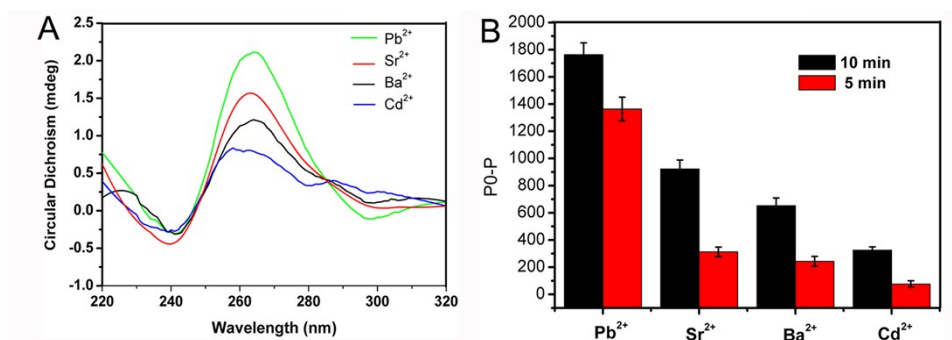 A
Circular Dichroism (mdeg)
2.5
2.0
1.5
1.0
0.5
0.0
-0.5
-1.0
Pb²⁺
Sr²⁺
Ba²⁺
Cd²⁺
220 240 260 280 300 320
Wavelength (nm)
B
P0-P
2000
1800
1600
1400
1200
1000
800
600
400
200
0
10 min
5 min
Pb²⁺ Sr²⁺ Ba²⁺ Cd²⁺